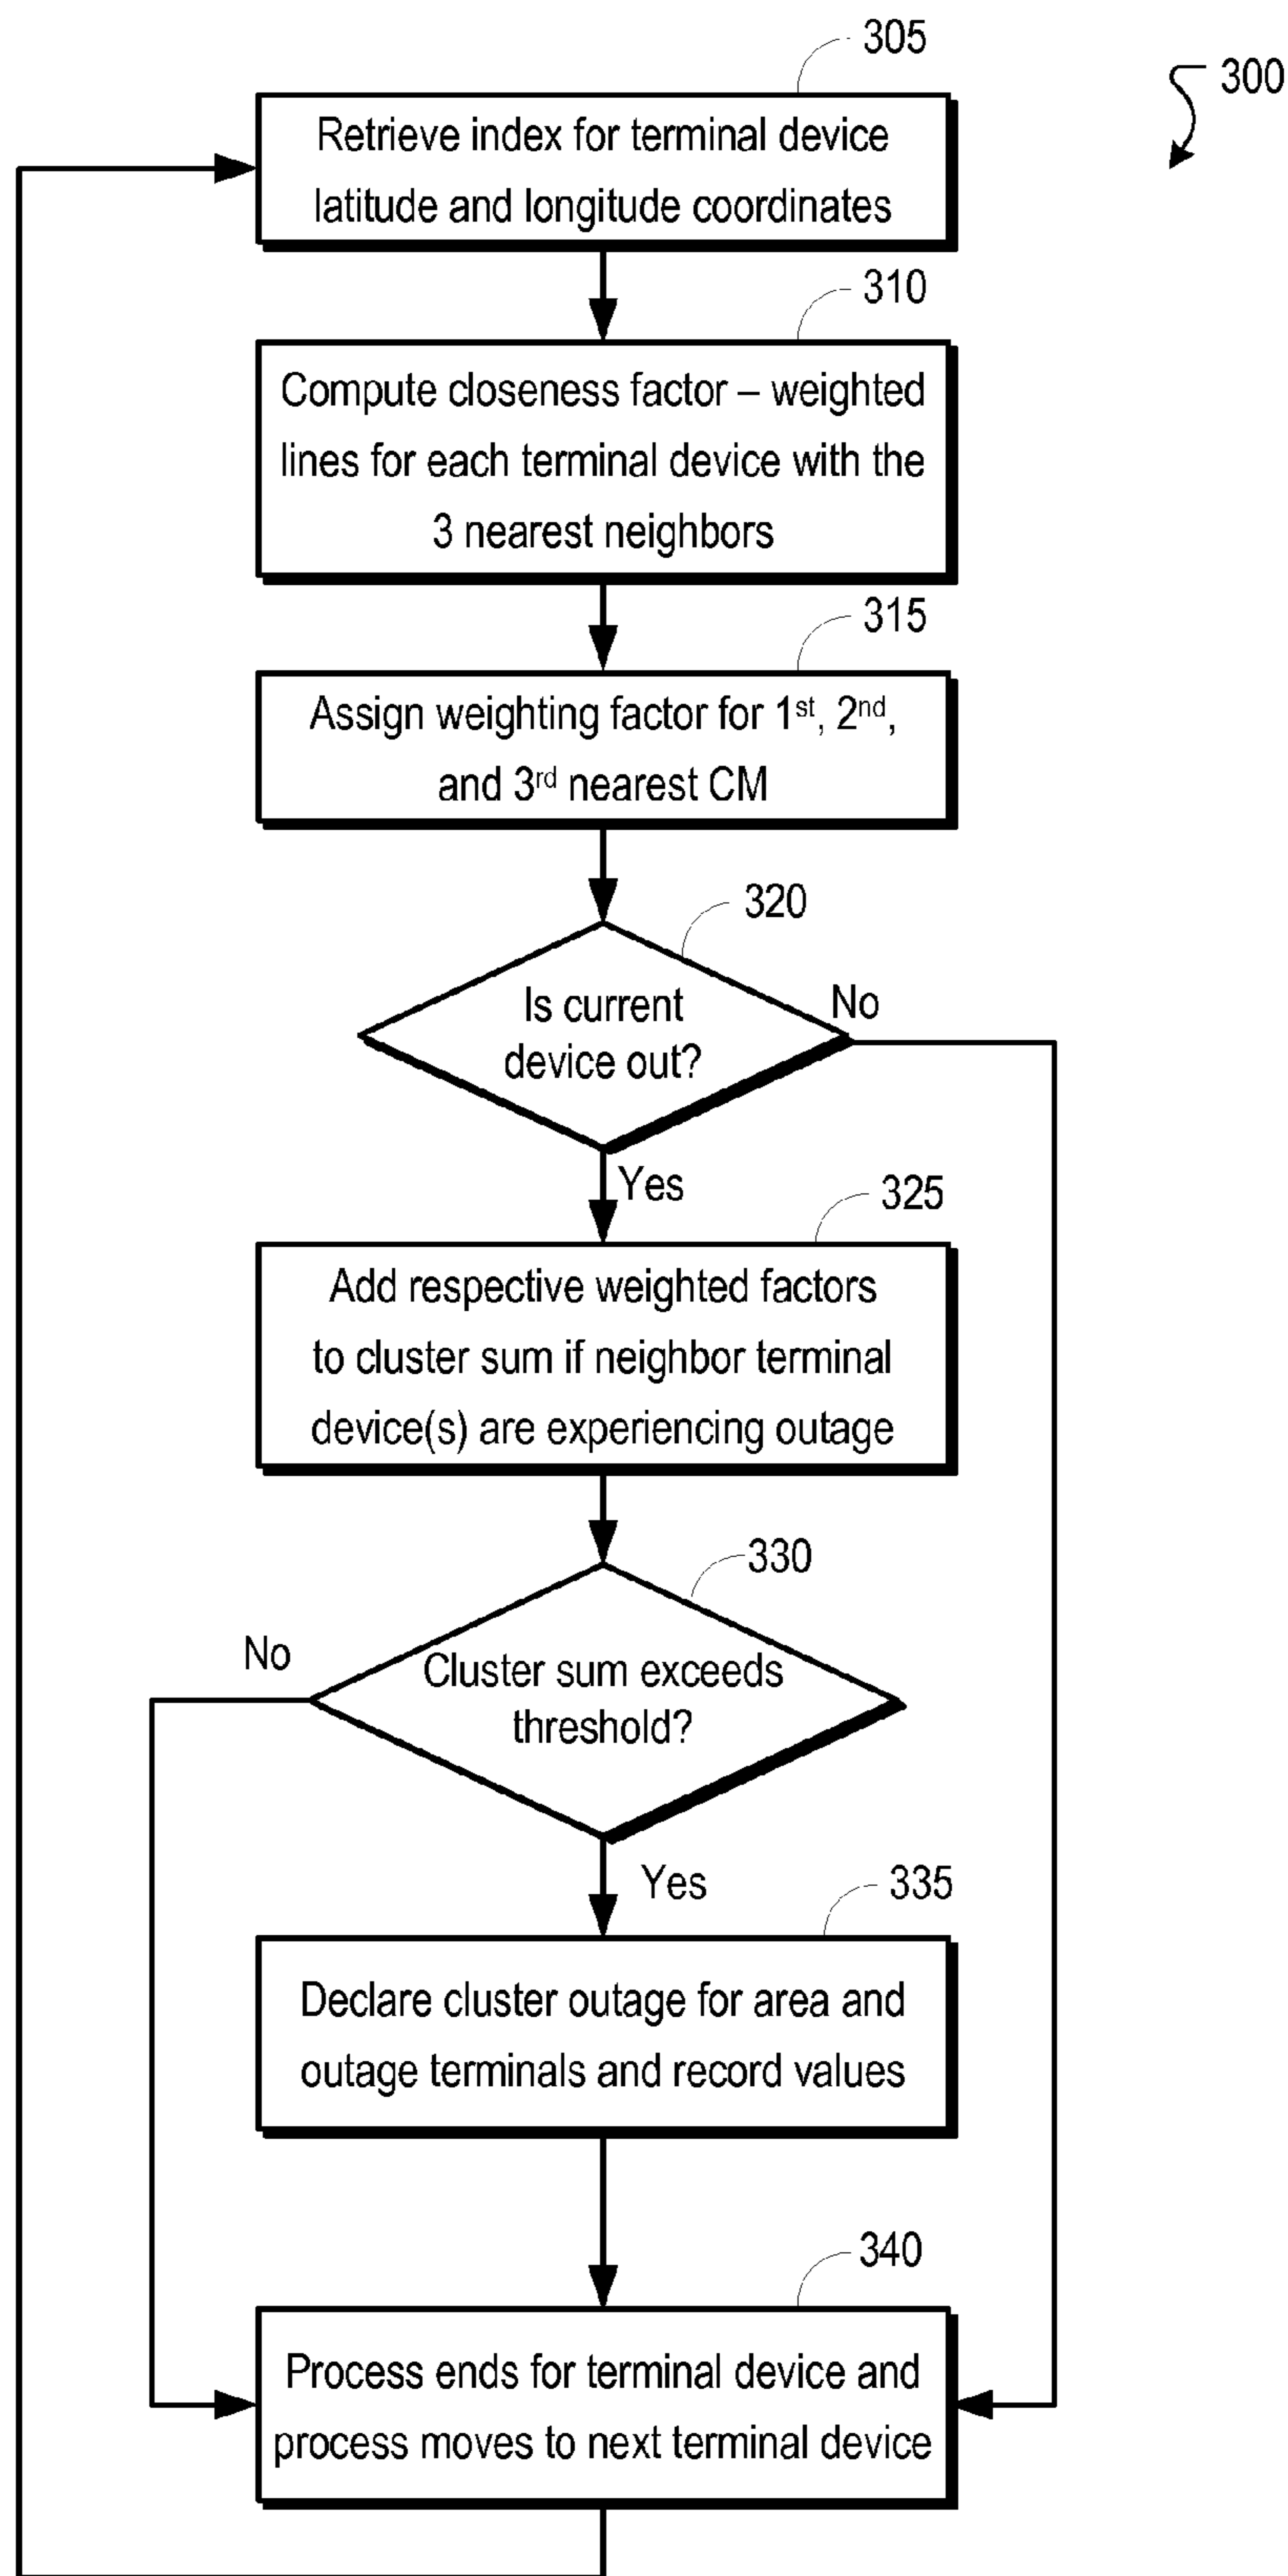 305
300
Retrieve index for terminal device
latitude and longitude coordinates
310
Compute closeness factor – weighted
lines for each terminal device with the
3 nearest neighbors
315
Assign weighting factor for 1st, 2nd,
and 3rd nearest CM
320
Is current
device out?
No
Yes
325
Add respective weighted factors
to cluster sum if neighbor terminal
device(s) are experiencing outage
330
No
Cluster sum exceeds
threshold?
Yes
335
Declare cluster outage for area and
outage terminals and record values
340
Process ends for terminal device and
process moves to next terminal device